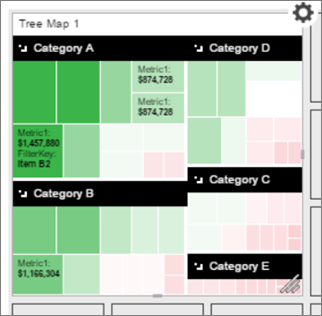 Tree Map 1
Category A
Metric1:
$874,728
Metric1:
$874,728
Metric1:
$1,457,880
FilterKey:
Item B2
Category B
Metric1:
$1,166,304
Category D
Category C
Category E